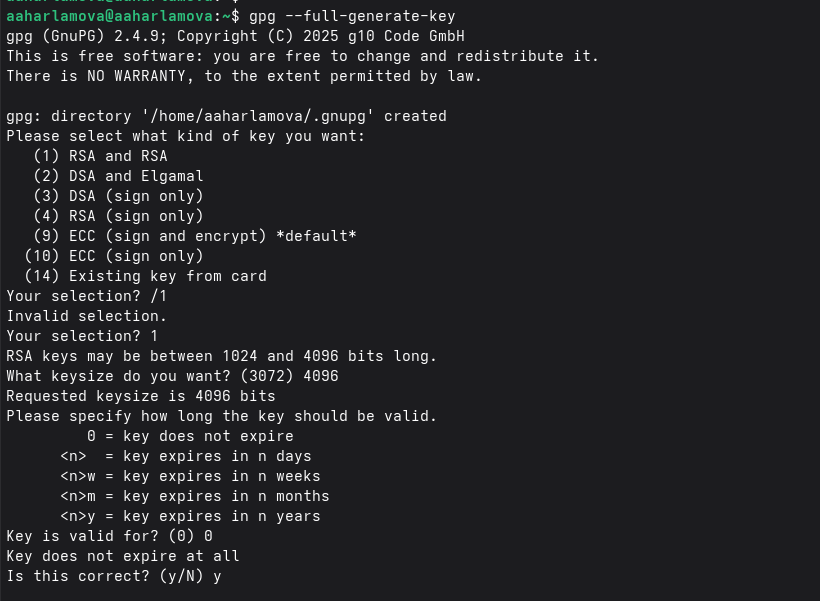 aaharlamova@aaharlamova:~$ gpg --full-generate-key
gpg (GnuPG) 2.4.9; Copyright (C) 2025 g10 Code GmbH
This is free software: you are free to change and redistribute it.
There is NO WARRANTY, to the extent permitted by law.

gpg: directory '/home/aaharlamova/.gnupg' created
Please select what kind of key you want:
   (1) RSA and RSA
   (2) DSA and Elgamal
   (3) DSA (sign only)
   (4) RSA (sign only)
   (9) ECC (sign and encrypt) *default*
  (10) ECC (sign only)
  (14) Existing key from card
Your selection? /1
Invalid selection.
Your selection? 1
RSA keys may be between 1024 and 4096 bits long.
What keysize do you want? (3072) 4096
Requested keysize is 4096 bits
Please specify how long the key should be valid.
         0 = key does not expire
      <n>  = key expires in n days
      <n>w = key expires in n weeks
      <n>m = key expires in n months
      <n>y = key expires in n years
Key is valid for? (0) 0
Key does not expire at all
Is this correct? (y/N) y